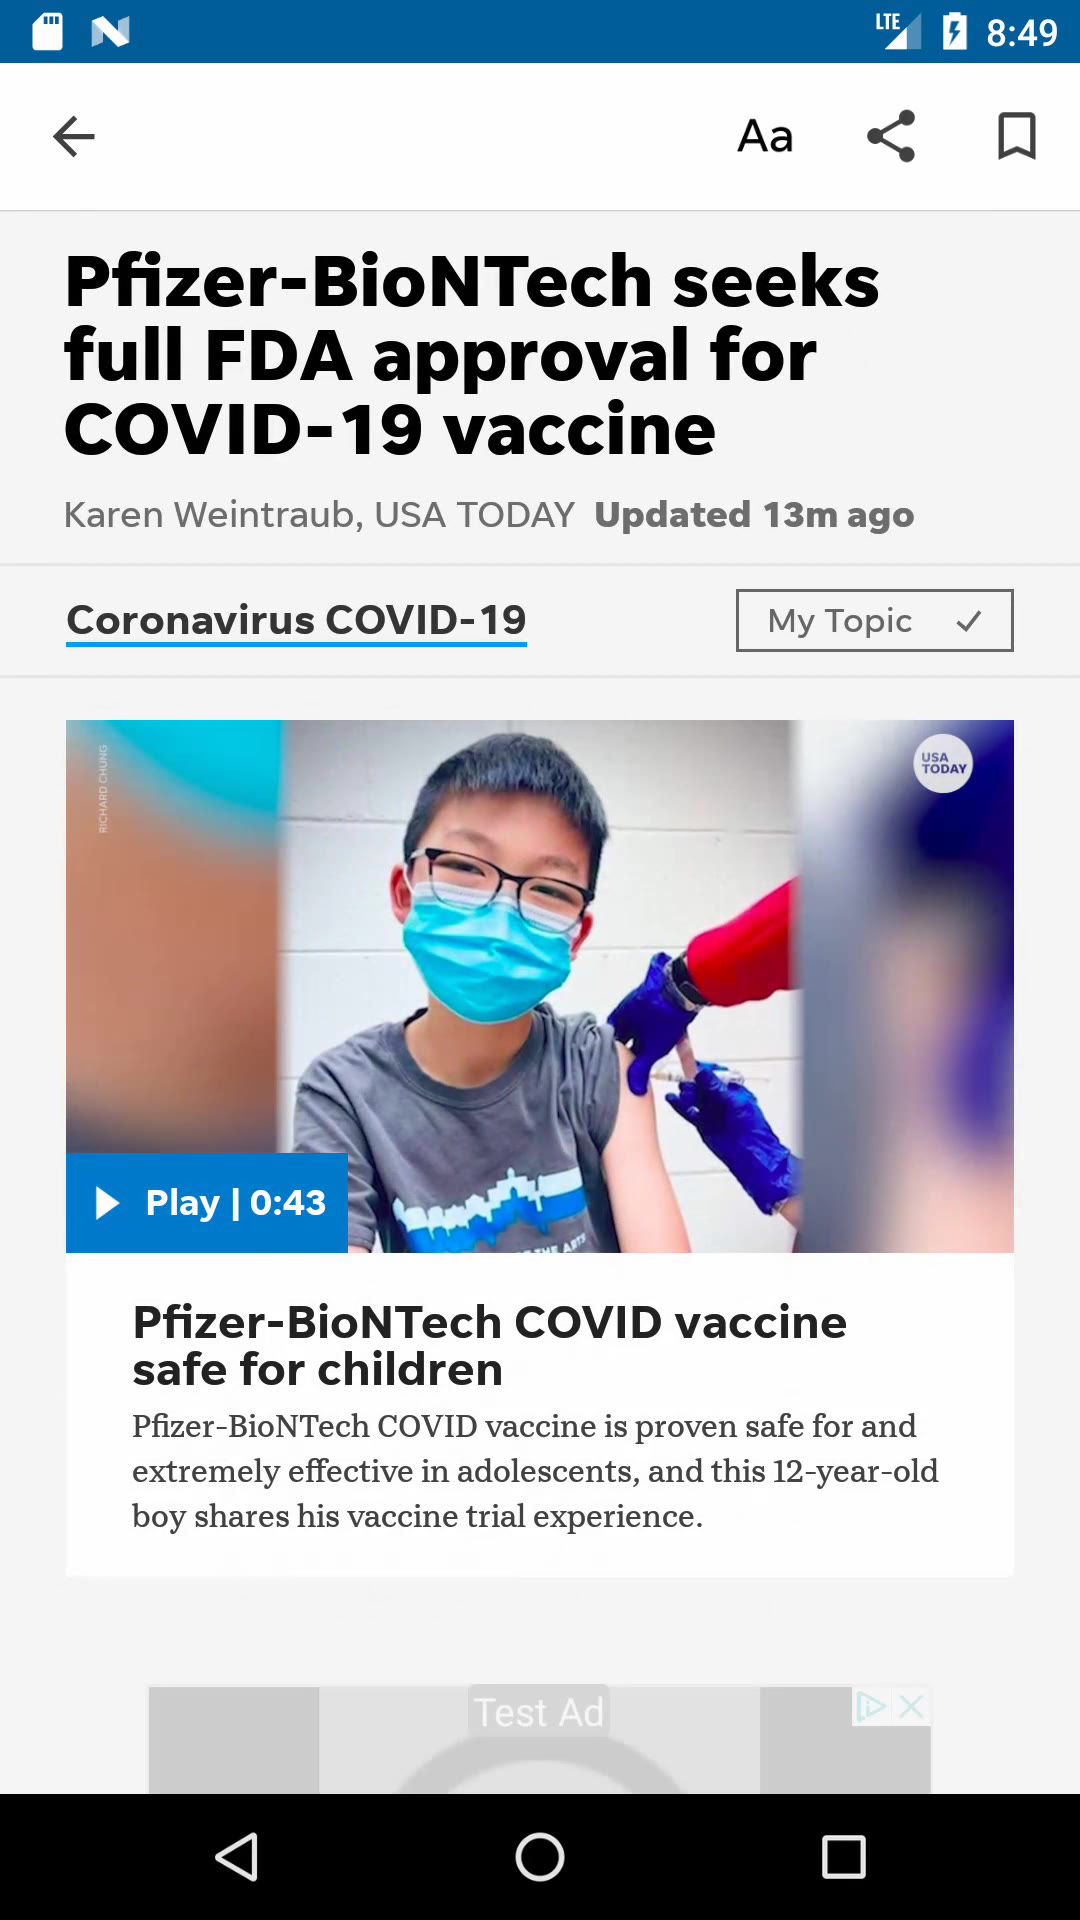 LTE 8:49
Aa
Pfizer-BioNTech seeks
full FDA approval for
COVID-19 vaccine
Karen Weintraub, USA TODAY Updated 13m ago
Coronavirus COVID-19
My Topic
RICHARD CHUNG
USA
TODAY
THE ARTS
Play | 0:43
Pfizer-BioNTech COVID vaccine
safe for children
Pfizer-BioNTech COVID vaccine is proven safe for and
extremely effective in adolescents, and this 12-year-old
boy shares his vaccine trial experience.
Test Ad